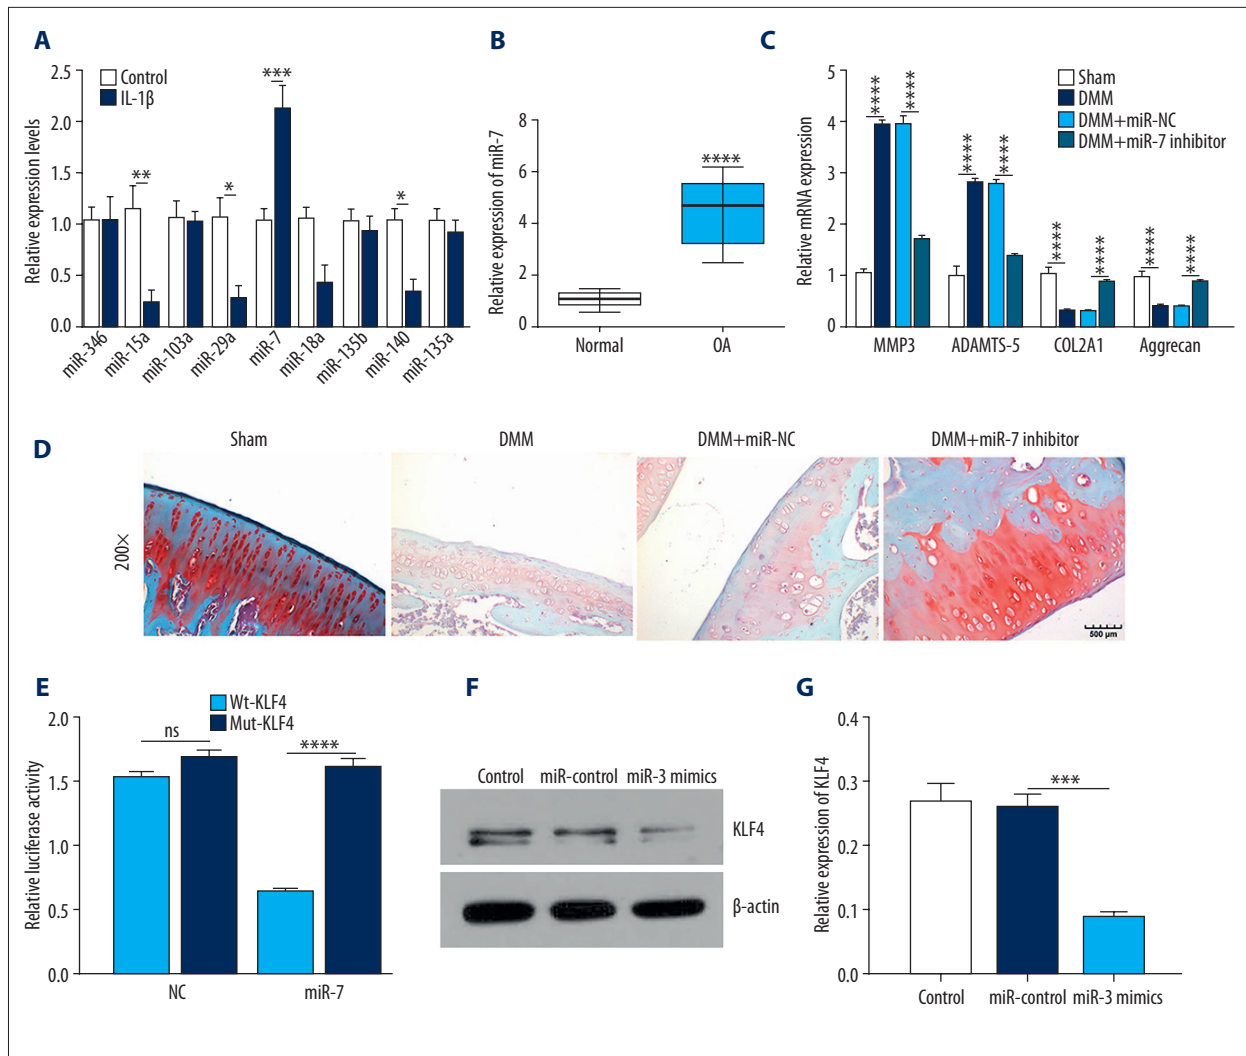 A
Control
IL-1β
Relative expression levels
2.5
2.0
1.5
1.0
0.5
0.0
**
*
***
*
miR-346
miR-15a
miR-103a
miR-29a
miR-7
miR-18a
miR-135b
miR-140
miR-135a
B
Relative expression of miR-7
8
6
4
2
0
****
Normal
OA
C
Sham
DMM
DMM+miR-NC
DMM+miR-7 inhibitor
Relative mRNA expression
5
4
3
2
1
0
****
****
****
****
****
****
****
****
MMP3
ADAMTS-5
COL2A1
Aggrecan
D
Sham
DMM
DMM+miR-NC
DMM+miR-7 inhibitor
200×
500 µm
E
Wt-KLF4
Mut-KLF4
Relative luciferase activity
2.0
1.5
1.0
0.5
0.0
ns
****
NC
miR-7
F
Control
miR-control
miR-3 mimics
KLF4
β-actin
G
Relative expression of KLF4
0.4
0.3
0.2
0.1
0.0
***
Control
miR-control
miR-3 mimics